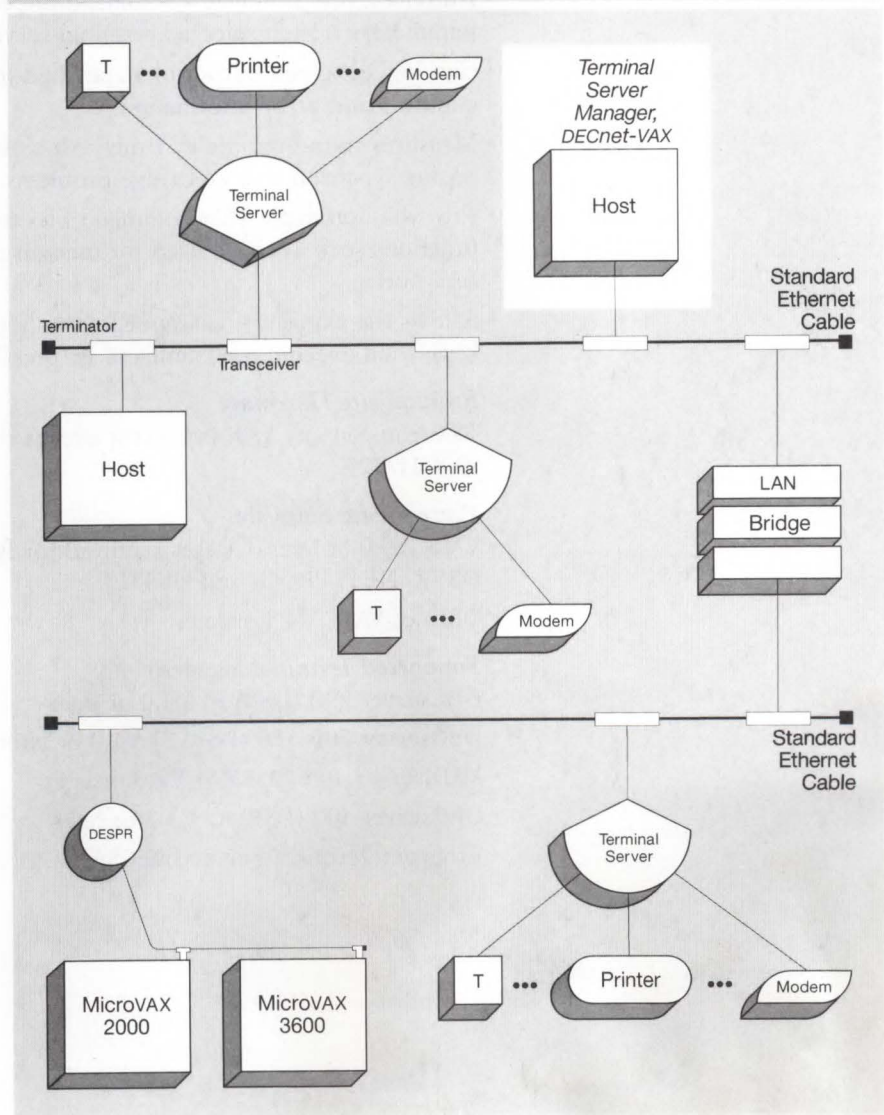 T
Printer
Modem
Terminal
Server
Terminal
Server
Manager,
DECnet-VAX
Host
Standard
Ethernet
Cable
Terminator
Transceiver
Host
Terminal
Server
T
Modem
LAN
Bridge
Standard
Ethernet
Cable
DESPR
Terminal
Server
MicroVAX
2000
MicroVAX
3600
T
Printer
Modem